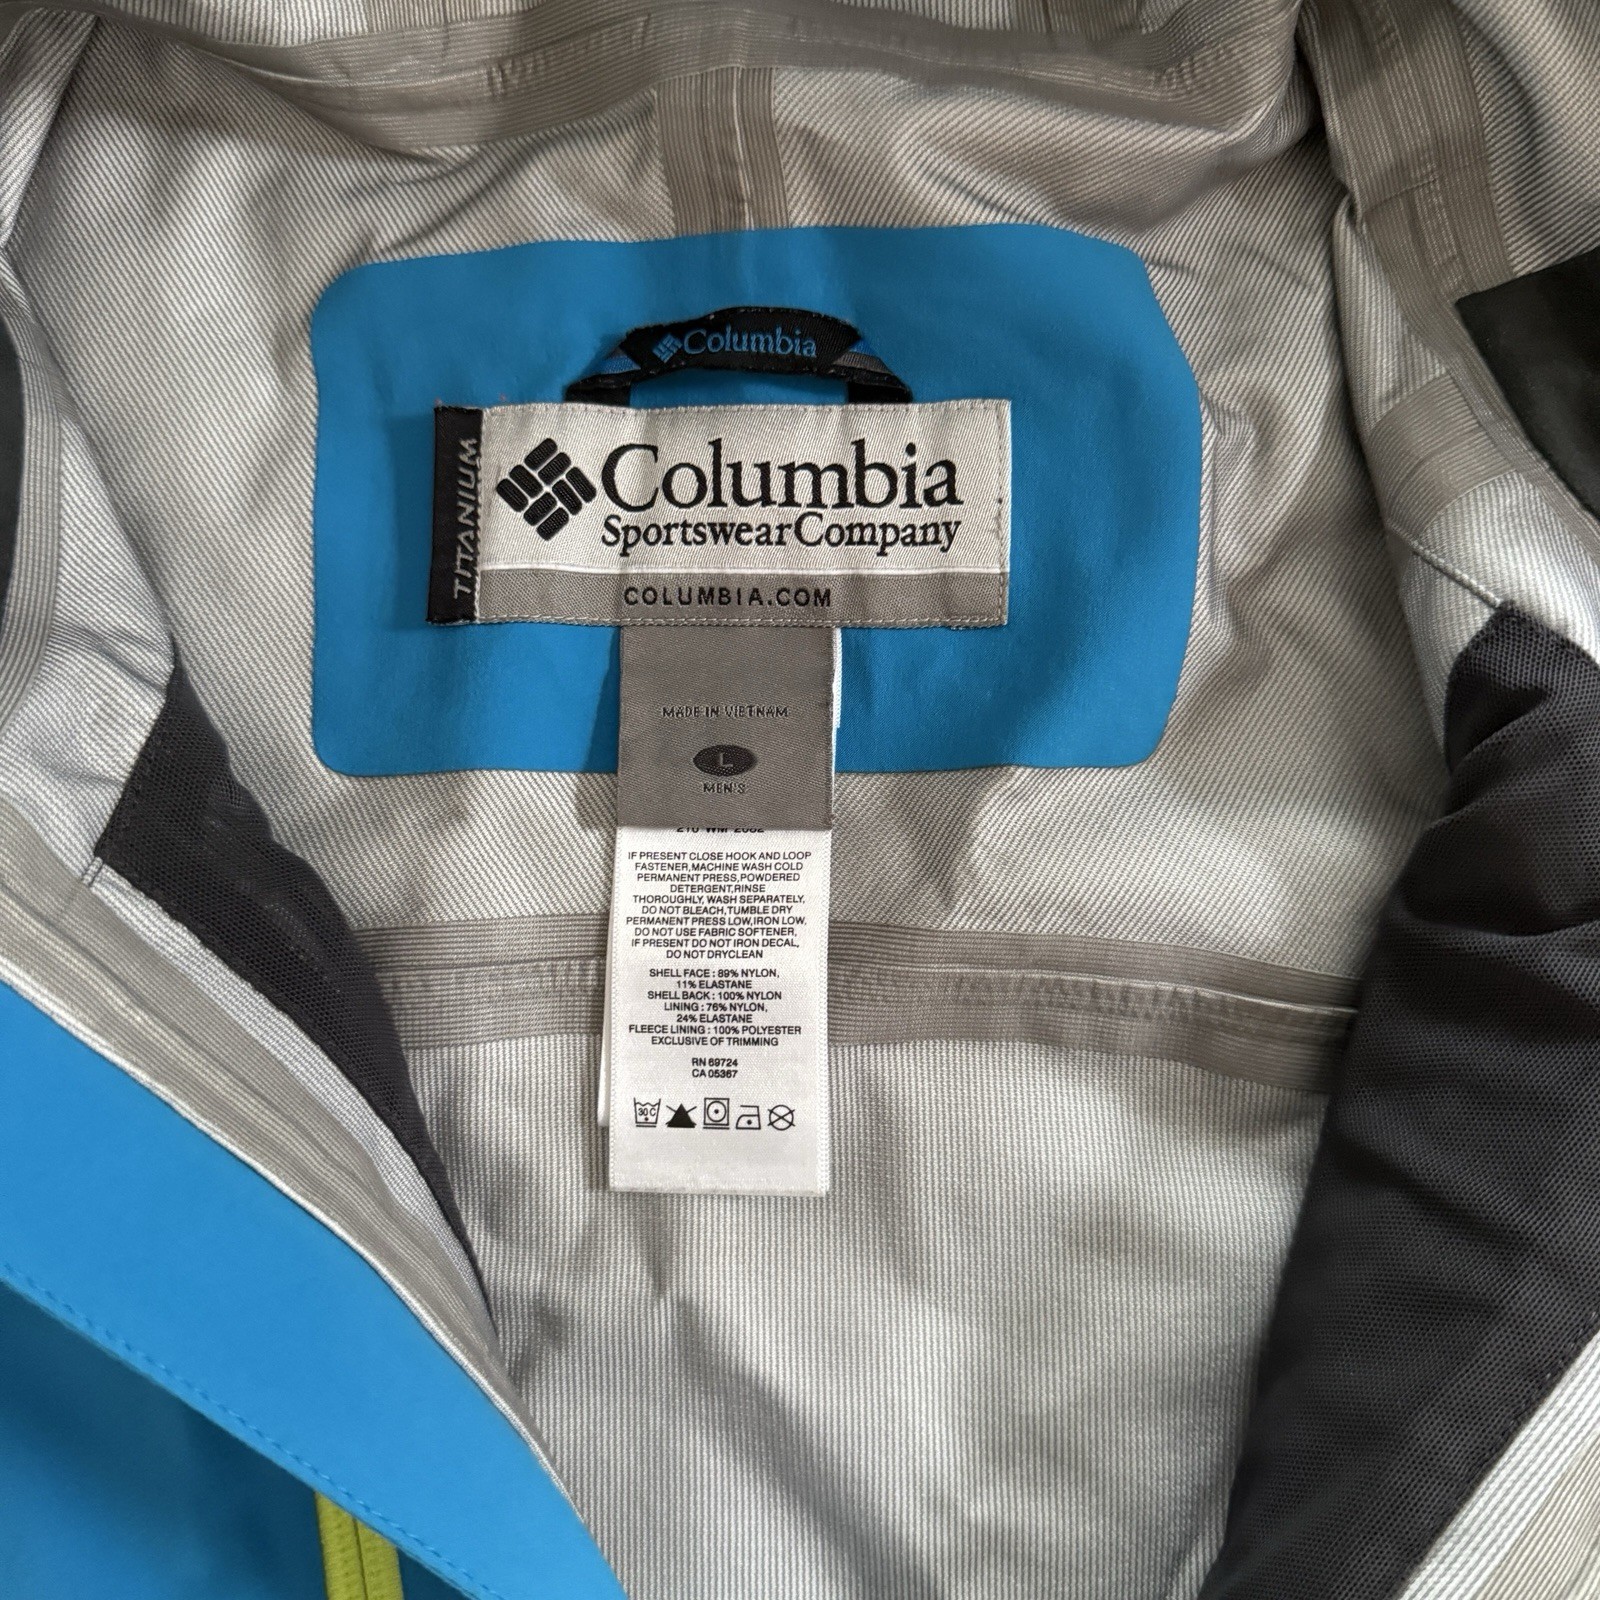 Columbia
TITANIUM
Columbia
SportswearCompany
COLUMBIA.COM
MADE IN VIETNAM
L
MEN'S
IF PRESENT CLOSE HOOK AND LOOP
FASTENER,MACHINE WASH COLD
PERMANENT PRESS,POWDERED
DETERGENT,RINSE
THOROUGHLY, WASH SEPARATELY,
DO NOT BLEACH,TUMBLE DRY
PERMANENT PRESS LOW,IRON LOW,
DO NOT USE FABRIC SOFTENER,
IF PRESENT DO NOT IRON DECAL,
DO NOT DRYCLEAN
SHELL FACE : 89% NYLON,
11% ELASTANE
SHELL BACK : 100% NYLON
LINING : 76% NYLON,
24% ELASTANE
FLEECE LINING : 100% POLYESTER
EXCLUSIVE OF TRIMMING
RN 69724
CA 05367
30 C